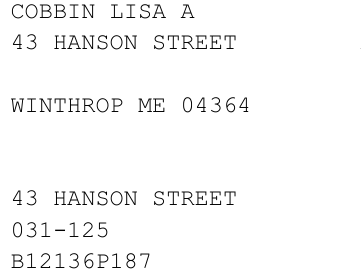 COBBIN LISA A
43 HANSON STREET
WINTHROP ME 04364
43 HANSON STREET
031-125
B12136P187